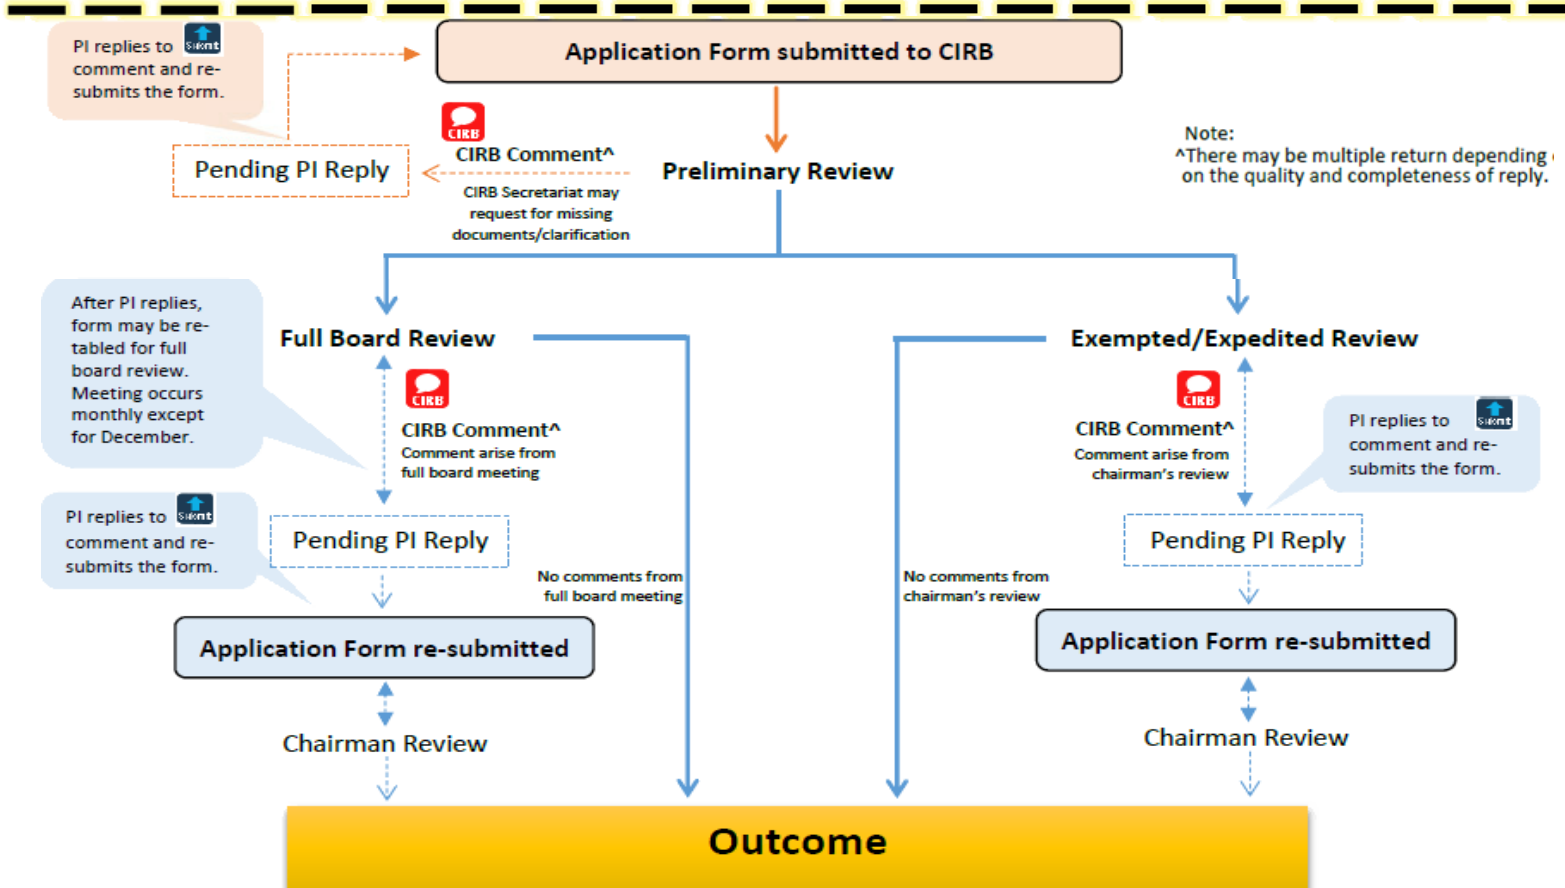 PI replies to Submit
comment and re-
submits the form.
Application Form submitted to CIRB
CIRB
CIRB Comment^
Pending PI Reply
Preliminary Review
CIRB Secretariat may
request for missing
documents/clarification
Note:
^There may be multiple return depending
on the quality and completeness of reply.
After PI replies,
form may be re-
tabled for full
board review.
Meeting occurs
monthly except
for December.
Full Board Review
CIRB
CIRB Comment^
Comment arise from
full board meeting
Exempted/Expedited Review
CIRB
CIRB Comment^
Comment arise from
chairman's review
PI replies to Submit
comment and re-
submits the form.
PI replies to Submit
comment and re-
submits the form.
Pending PI Reply
No comments from
full board meeting
No comments from
chairman's review
Pending PI Reply
Application Form re-submitted
Application Form re-submitted
Chairman Review
Chairman Review
Outcome